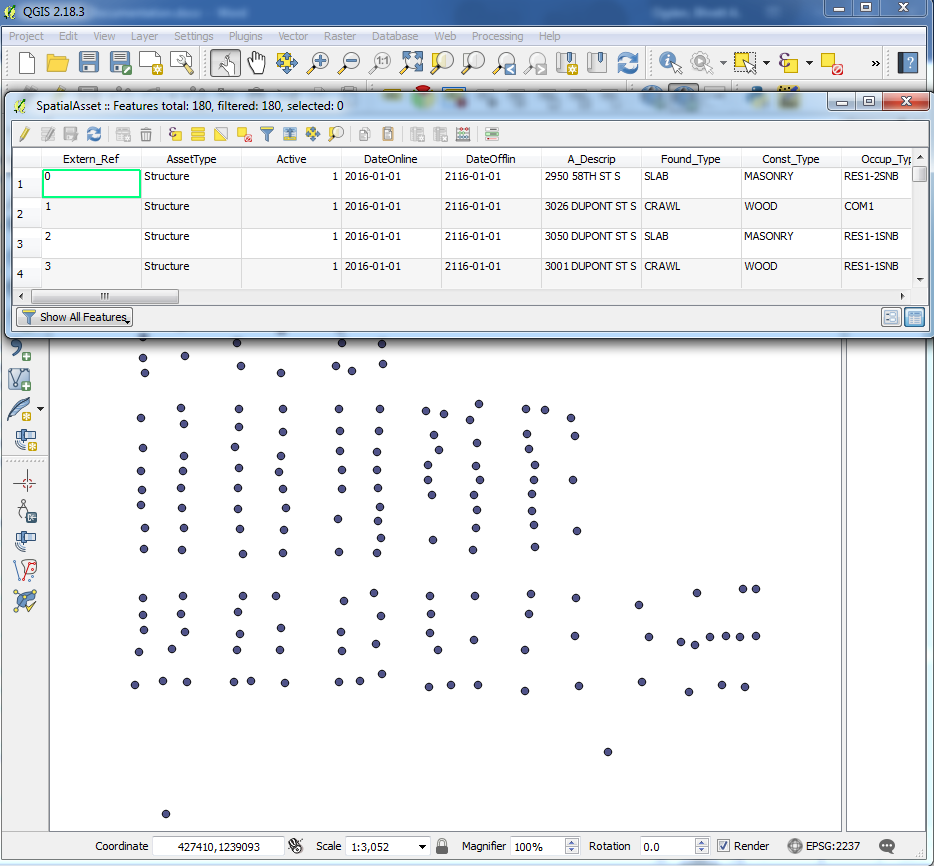 QGIS 2.18.3
Project Edit View Layer Settings Plugins Vector Raster Database Web Processing Help
SpatialAsset :: Features total: 180, filtered: 180, selected: 0
Extern_Ref AssetType Active DateOnline DateOfflin A_Descrip Found_Type Const_Type Occup_Typ
1 0 Structure 1 2016-01-01 2116-01-01 2950 58TH ST S SLAB MASONRY RES1-2SNB
2 1 Structure 1 2016-01-01 2116-01-01 3026 DUPONT ST S CRAWL WOOD COM1
3 2 Structure 1 2016-01-01 2116-01-01 3050 DUPONT ST S SLAB MASONRY RES1-1SNB
4 3 Structure 1 2016-01-01 2116-01-01 3001 DUPONT ST S CRAWL WOOD RES1-1SNB
Show All Features
Coordinate 427410,1239093 Scale 1:3,052 Magnifier 100% Rotation 0.0 Render EPSG:2237